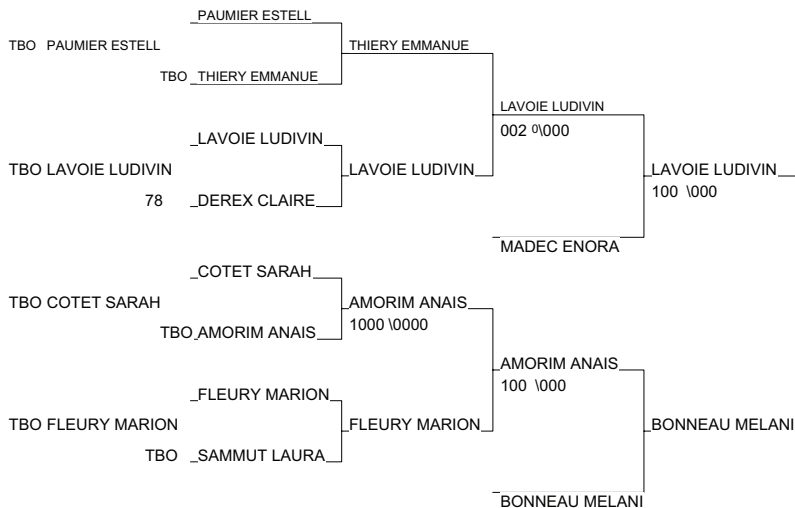 PAUMIER ESTELL
TBO PAUMIER ESTELL
THIERY EMMANUE
TBO THIERY EMMANUE
LAVOIE LUDIVIN
002 0\000
LAVOIE LUDIVIN
TBO LAVOIE LUDIVIN
LAVOIE LUDIVIN
LAVOIE LUDIVIN
100 \000
78 DEREX CLAIRE
MADEC ENORA
COTET SARAH
TBO COTET SARAH
AMORIM ANAIS
1000 \0000
TBO AMORIM ANAIS
AMORIM ANAIS
100 \000
FLEURY MARION
TBO FLEURY MARION
FLEURY MARION
BONNEAU MELANI
TBO SAMMUT LAURA
BONNEAU MELANI